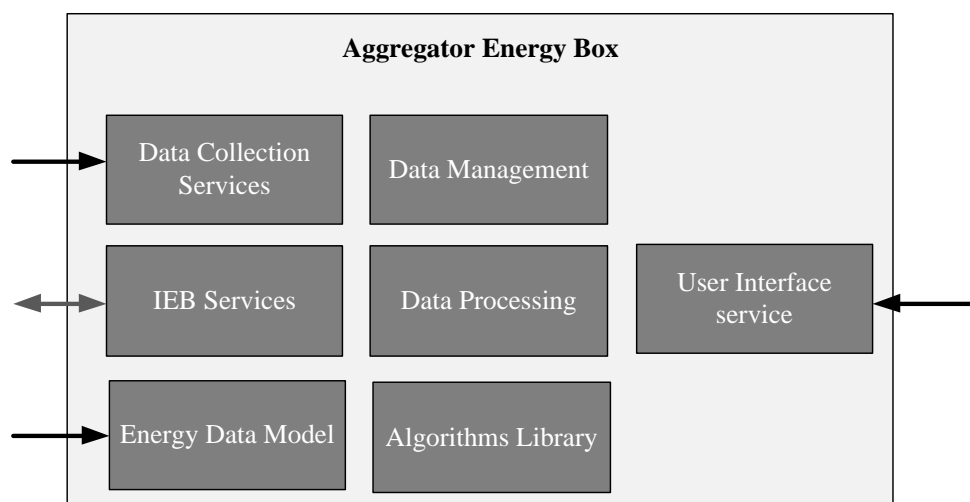 Aggregator Energy Box
Data Collection
Services
Data Management
IEB Services
Data Processing
User Interface
service
Energy Data Model
Algorithms Library